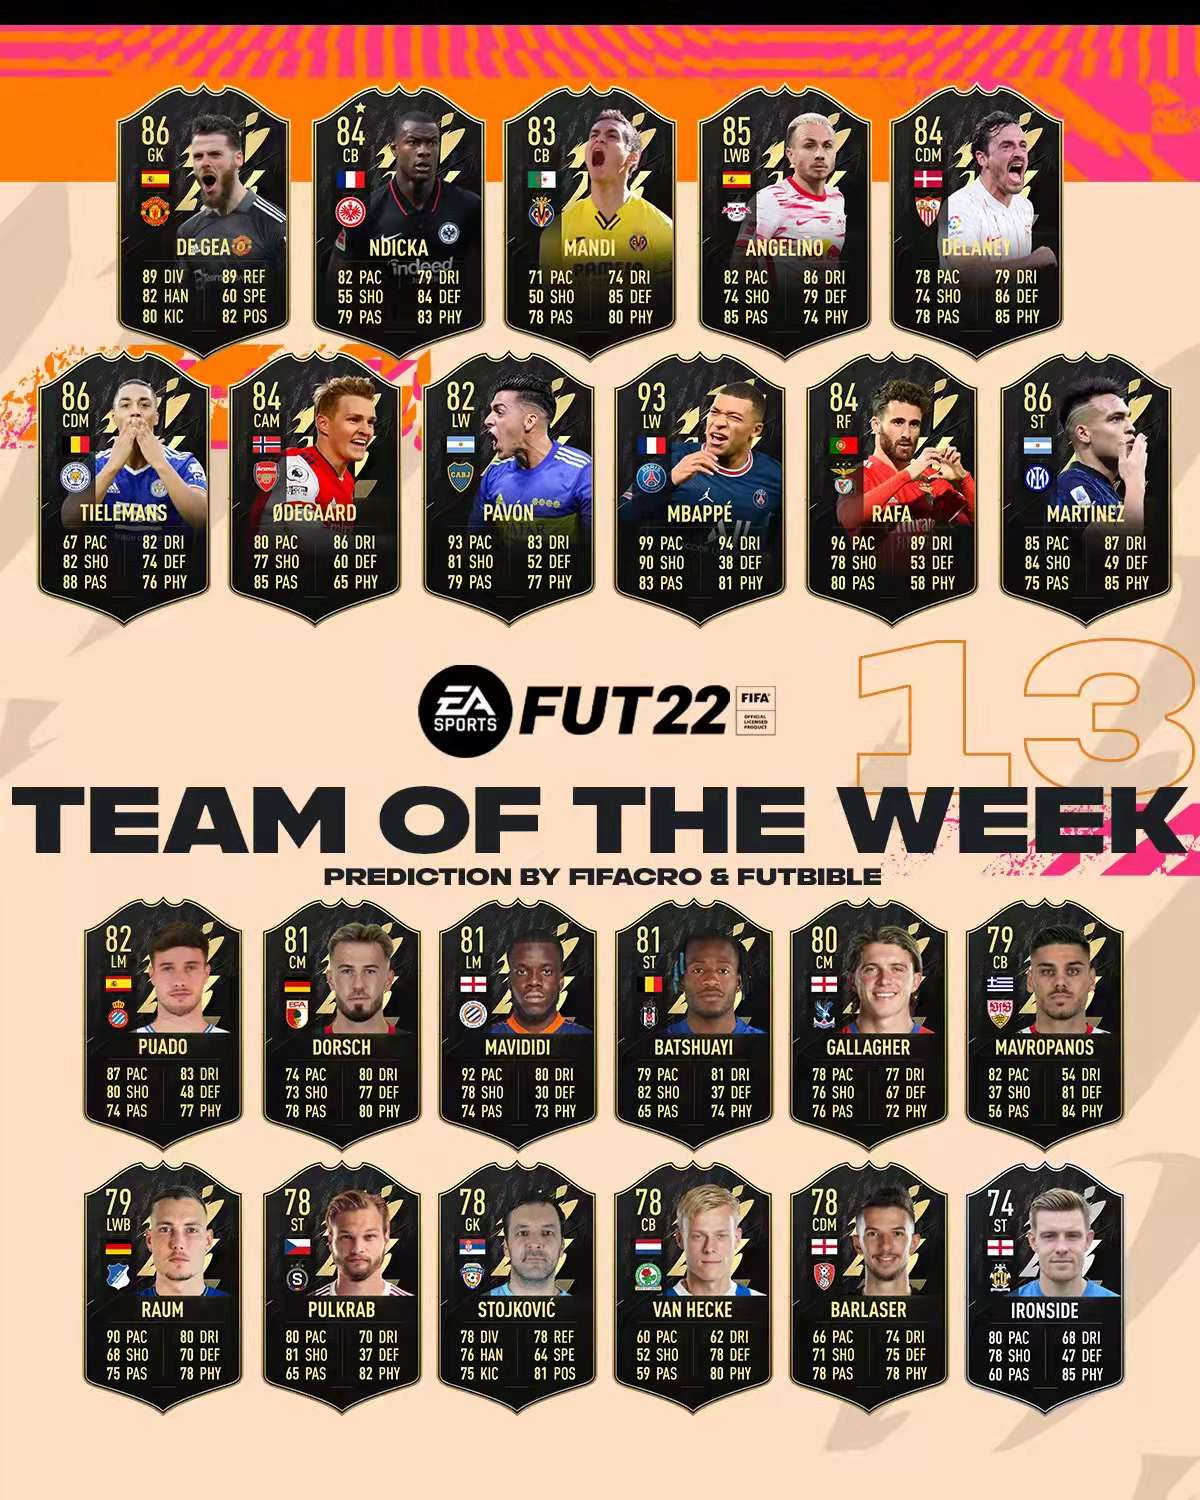 86
GK
DE GEA
89 DIV 89 REF
82 HAN 60 SPE
80 KIC 82 POS
84
CB
indeed
NDICKA
82 PAC 79 DRI
55 SHO 84 DEF
79 PAS 83 PHY
83
CB
MANDI
71 PAC 74 DRI
50 SHO 85 DEF
78 PAS 80 PHY
85
LWB
ANGELIÑO
82 PAC 86 DRI
74 SHO 79 DEF
85 PAS 74 PHY
84
CDM
DELANEY
78 PAC 79 DRI
74 SHO 86 DEF
78 PAS 85 PHY
86
CDM
TIELEMANS
67 PAC 82 DRI
82 SHO 74 DEF
88 PAS 76 PHY
84
CAM
Arsenal
ØDEGAARD
80 PAC 86 DRI
77 SHO 60 DEF
85 PAS 65 PHY
82
LW
CABJ
PAVÓN
93 PAC 83 DRI
81 SHO 52 DEF
79 PAS 77 PHY
93
LW
PARIS
MBAPPÉ
99 PAC 94 DRI
90 SHO 38 DEF
83 PAS 81 PHY
84
RF
RAFA
96 PAC 89 DRI
78 SHO 53 DEF
80 PAS 58 PHY
86
ST
MARTÍNEZ
85 PAC 87 DRI
84 SHO 49 DEF
75 PAS 85 PHY
13
EA
SPORTS
FUT22
FIFA
OFFICIAL
LICENSED
PRODUCT
TEAM OF THE WEEK
PREDICTION BY FIFACRO & FUTBIBLE
82
LM
PUADO
87 PAC 83 DRI
80 SHO 48 DEF
74 PAS 77 PHY
81
CM
FCA
DORSCH
74 PAC 80 DRI
73 SHO 77 DEF
78 PAS 80 PHY
81
LM
MAVIDIDI
92 PAC 80 DRI
78 SHO 30 DEF
74 PAS 73 PHY
81
ST
BATSHUAYI
79 PAC 81 DRI
82 SHO 37 DEF
65 PAS 74 PHY
80
CM
GALLAGHER
78 PAC 77 DRI
76 SHO 67 DEF
76 PAS 72 PHY
79
CB
MAVROPANOS
82 PAC 54 DRI
37 SHO 81 DEF
56 PAS 84 PHY
79
LWB
RAUM
90 PAC 80 DRI
68 SHO 70 DEF
75 PAS 78 PHY
78
ST
PULKRAB
80 PAC 70 DRI
81 SHO 37 DEF
65 PAS 82 PHY
78
GK
STOJKOVIĆ
78 DIV 78 REF
76 HAN 64 SPE
75 KIC 81 POS
78
CB
VAN HECKE
60 PAC 62 DRI
52 SHO 78 DEF
59 PAS 80 PHY
78
CDM
BARLASER
66 PAC 74 DRI
71 SHO 75 DEF
78 PAS 78 PHY
74
ST
IRONSIDE
80 PAC 68 DRI
78 SHO 47 DEF
60 PAS 85 PHY